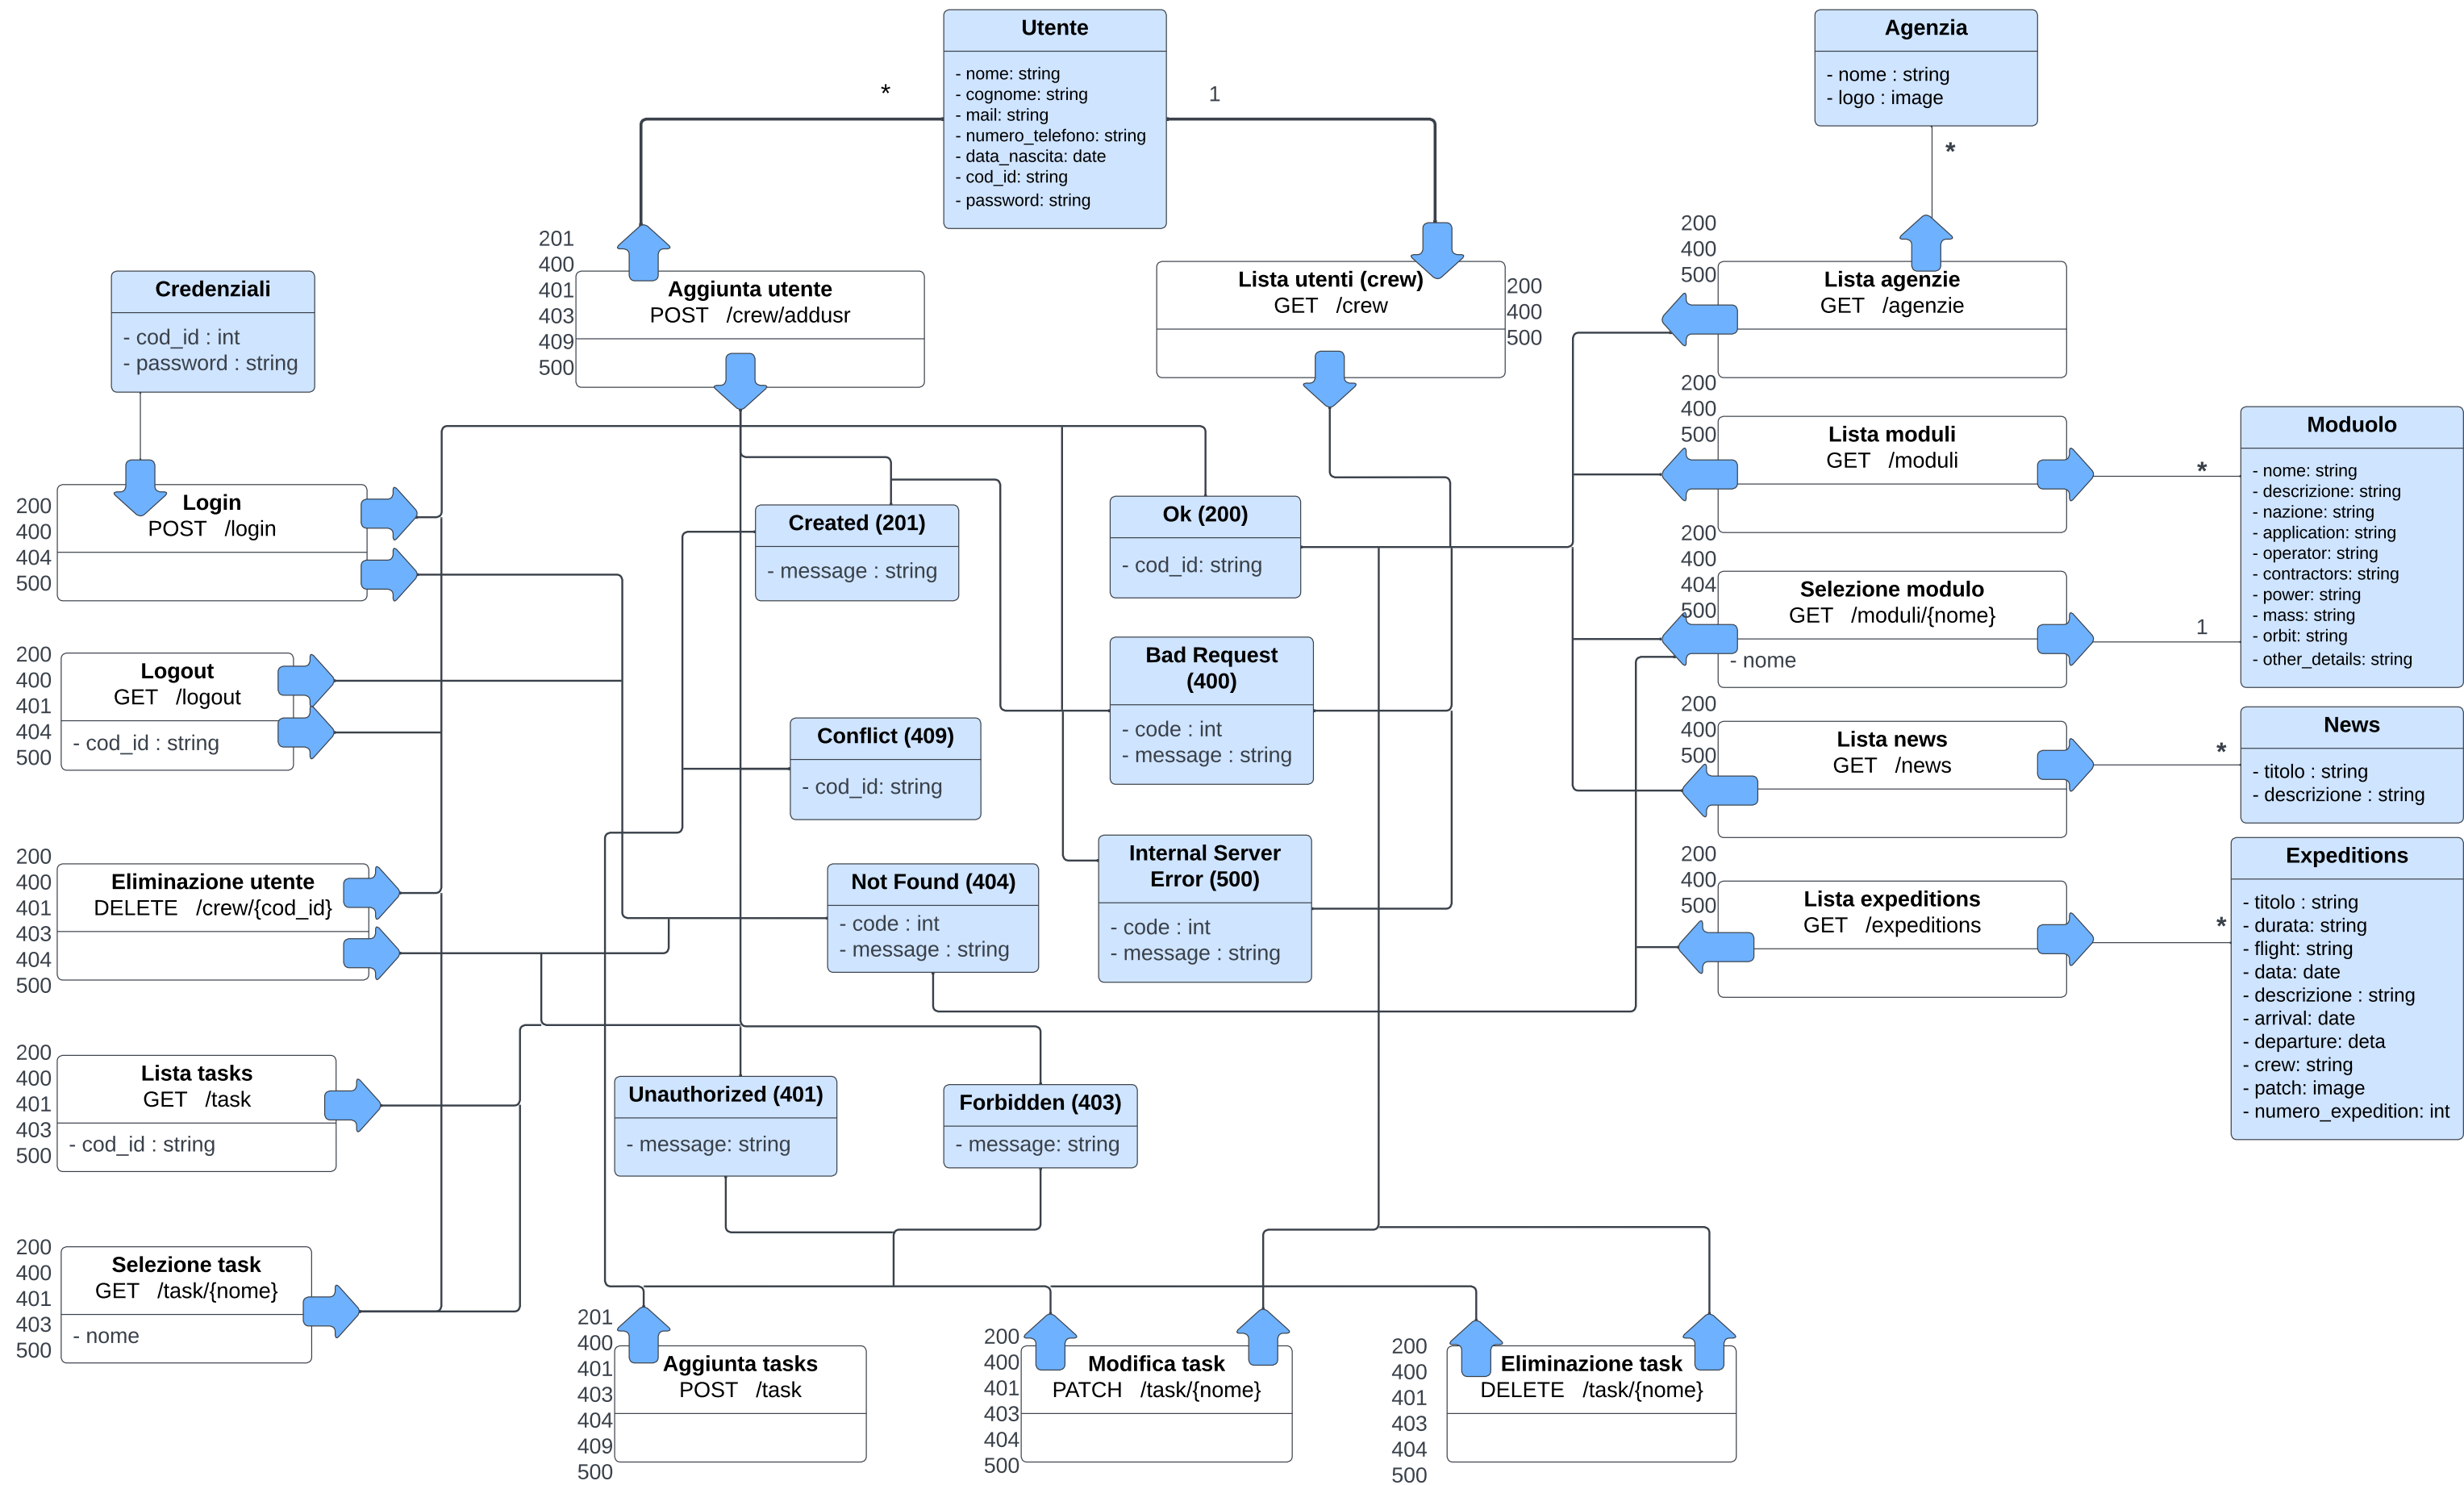 Utente
- nome: string
- cognome: string
- mail: string
- numero_telefono: string
- data_nascita: date
- cod_id: string
- password: string
*
1
Agenzia
- nome : string
- logo : image
*
Credenziali
- cod_id : int
- password : string
201
400
401
403
409
500
Aggiunta utente
POST /crew/addusr
Lista utenti (crew)
GET /crew
200
400
500
200
400
500
Lista agenzie
GET /agenzie
200
400
500
Lista moduli
GET /moduli
*
Moduolo
- nome: string
- descrizione: string
- nazione: string
- application: string
- operator: string
- contractors: string
- power: string
- mass: string
- orbit: string
- other_details: string
200
400
404
500
Login
POST /login
Created (201)
- message : string
Ok (200)
- cod_id: string
200
400
404
500
Selezione modulo
GET /moduli/{nome}
- nome
1
200
400
401
404
500
Logout
GET /logout
- cod_id : string
Bad Request
(400)
- code : int
- message : string
Conflict (409)
- cod_id: string
200
400
500
Lista news
GET /news
*
News
- titolo : string
- descrizione : string
200
400
401
403
404
500
Eliminazione utente
DELETE /crew/{cod_id}
Not Found (404)
- code : int
- message : string
Internal Server
Error (500)
- code : int
- message : string
200
400
500
Lista expeditions
GET /expeditions
*
Expeditions
- titolo : string
- durata: string
- flight: string
- data: date
- descrizione : string
- arrival: date
- departure: deta
- crew: string
- patch: image
- numero_expedition: int
200
400
401
403
500
Lista tasks
GET /task
- cod_id : string
Unauthorized (401)
- message: string
Forbidden (403)
- message: string
200
400
401
403
500
Selezione task
GET /task/{nome}
- nome
201
400
401
403
404
409
500
Aggiunta tasks
POST /task
200
400
401
403
404
500
Modifica task
PATCH /task/{nome}
200
400
401
403
404
500
Eliminazione task
DELETE /task/{nome}